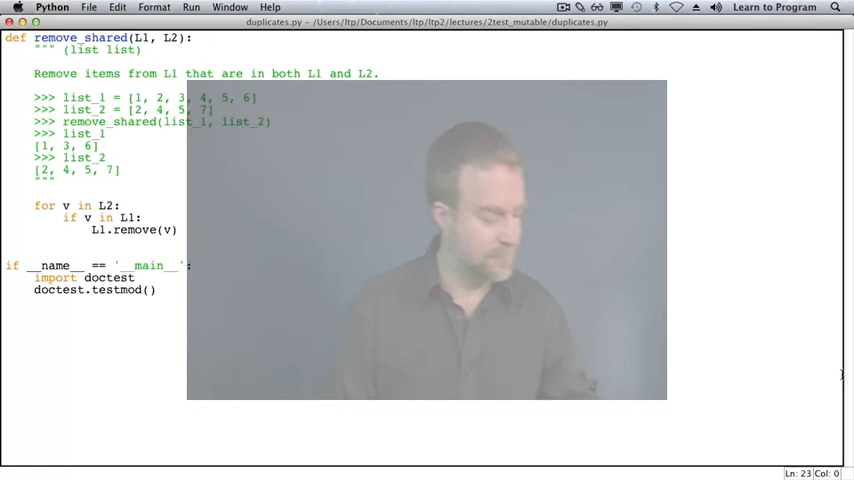 Python File Edit Format Run Window Help Learn to Program
duplicates.py - /Users/ltp/Documents/ltp/ltp2/lectures/2test_mutable/duplicates.py
def remove_shared(L1, L2):
""" (list list)
Remove items from L1 that are in both L1 and L2.
>>> list_1 = [1, 2, 3, 4, 5, 6]
>>> list_2 = [2, 4, 5, 7]
>>> remove_shared(list_1, list_2)
>>> list_1
[1, 3, 6]
>>> list_2
[2, 4, 5, 7]
"""
for v in L2:
if v in L1:
L1.remove(v)
if __name__ == '__main__':
import doctest
doctest.testmod()
Ln: 23 Col: 0